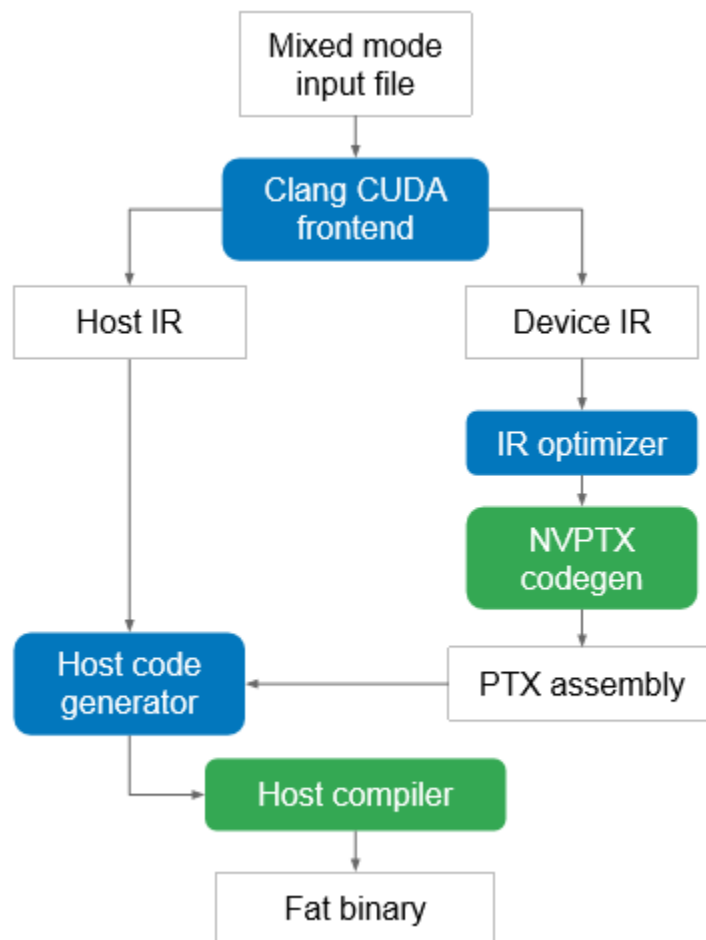 Mixed mode
input file
Clang CUDA
frontend
Host IR
Device IR
IR optimizer
NVPTX
codegen
Host code
generator
PTX assembly
Host compiler
Fat binary